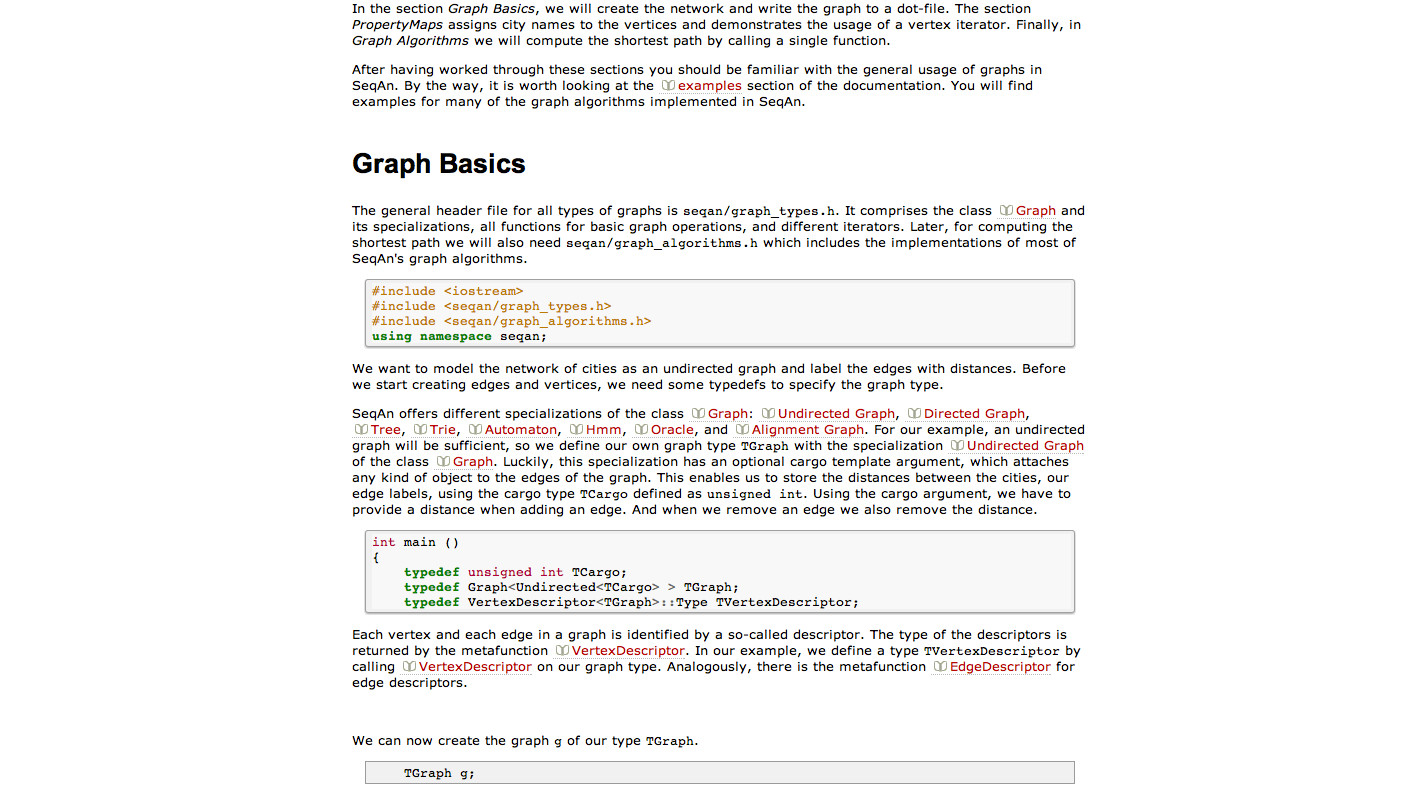 In the section Graph Basics, we will create the network and write the graph to a dot-file. The section
PropertyMaps assigns city names to the vertices and demonstrates the usage of a vertex iterator. Finally, in
Graph Algorithms we will compute the shortest path by calling a single function.
After having worked through these sections you should be familiar with the general usage of graphs in
SeqAn. By the way, it is worth looking at the examples section of the documentation. You will find
examples for many of the graph algorithms implemented in SeqAn.
Graph Basics
The general header file for all types of graphs is seqan/graph_types.h. It comprises the class Graph and
its specializations, all functions for basic graph operations, and different iterators. Later, for computing the
shortest path we will also need seqan/graph_algorithms.h which includes the implementations of most of
SeqAn's graph algorithms.
#include <iostream>
#include <seqan/graph_types.h>
#include <seqan/graph_algorithms.h>
using namespace seqan;
We want to model the network of cities as an undirected graph and label the edges with distances. Before
we start creating edges and vertices, we need some typedefs to specify the graph type.
SeqAn offers different specializations of the class Graph: Undirected Graph, Directed Graph,
Tree, Trie, Automaton, Hmm, Oracle, and Alignment Graph. For our example, an undirected
graph will be sufficient, so we define our own graph type TGraph with the specialization Undirected Graph
of the class Graph. Luckily, this specialization has an optional cargo template argument, which attaches
any kind of object to the edges of the graph. This enables us to store the distances between the cities, our
edge labels, using the cargo type TCargo defined as unsigned int. Using the cargo argument, we have to
provide a distance when adding an edge. And when we remove an edge we also remove the distance.
int main ()
{
    typedef unsigned int TCargo;
    typedef Graph<Undirected<TCargo> > TGraph;
    typedef VertexDescriptor<TGraph>::Type TVertexDescriptor;
Each vertex and each edge in a graph is identified by a so-called descriptor. The type of the descriptors is
returned by the metafunction VertexDescriptor. In our example, we define a type TVertexDescriptor by
calling VertexDescriptor on our graph type. Analogously, there is the metafunction EdgeDescriptor for
edge descriptors.
We can now create the graph g of our type TGraph.
    TGraph g;